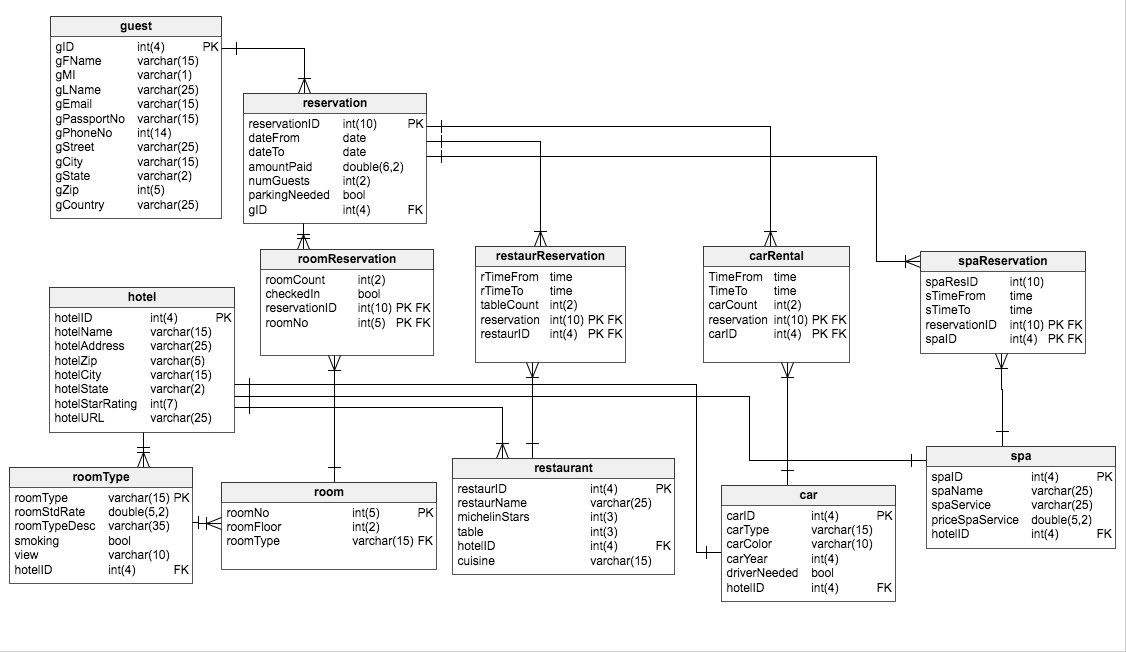 guest
gID int(4) PK
gFName varchar(15)
gMI varchar(1)
gLName varchar(25)
gEmail varchar(15)
gPassportNo varchar(15)
gPhoneNo int(14)
gStreet varchar(25)
gCity varchar(15)
gState varchar(2)
gZip int(5)
gCountry varchar(25)
reservation
reservationID int(10) PK
dateFrom date
dateTo date
amountPaid double(6,2)
numGuests int(2)
parkingNeeded bool
gID int(4) FK
roomReservation
roomCount int(2)
checkedIn bool
reservationID int(10) PK FK
roomNo int(5) PK FK
restaurReservation
rTimeFrom time
rTimeTo time
tableCount int(2)
reservation int(10) PK FK
restaurID int(4) PK FK
carRental
TimeFrom time
TimeTo time
carCount int(2)
reservation int(10) PK FK
carID int(4) PK FK
spaReservation
spaResID int(10)
sTimeFrom time
sTimeTo time
reservationID int(10) PK FK
spaID int(4) PK FK
hotel
hotelID int(4) PK
hotelName varchar(15)
hotelAddress varchar(25)
hotelZip varchar(5)
hotelCity varchar(15)
hotelState varchar(2)
hotelStarRating int(7)
hotelURL varchar(25)
roomType
roomType varchar(15) PK
roomStdRate double(5,2)
roomTypeDesc varchar(35)
smoking bool
view varchar(10)
hotelID int(4) FK
room
roomNo int(5) PK
roomFloor int(2)
roomType varchar(15) FK
restaurant
restaurID int(4) PK
restaurName varchar(25)
michelinStars int(3)
table int(3)
hotelID int(4) FK
cuisine varchar(15)
car
carID int(4) PK
carType varchar(15)
carColor varchar(10)
carYear int(4)
driverNeeded bool
hotelID int(4) FK
spa
spaID int(4) PK
spaName varchar(25)
spaService varchar(25)
priceSpaService double(5,2)
hotelID int(4) FK